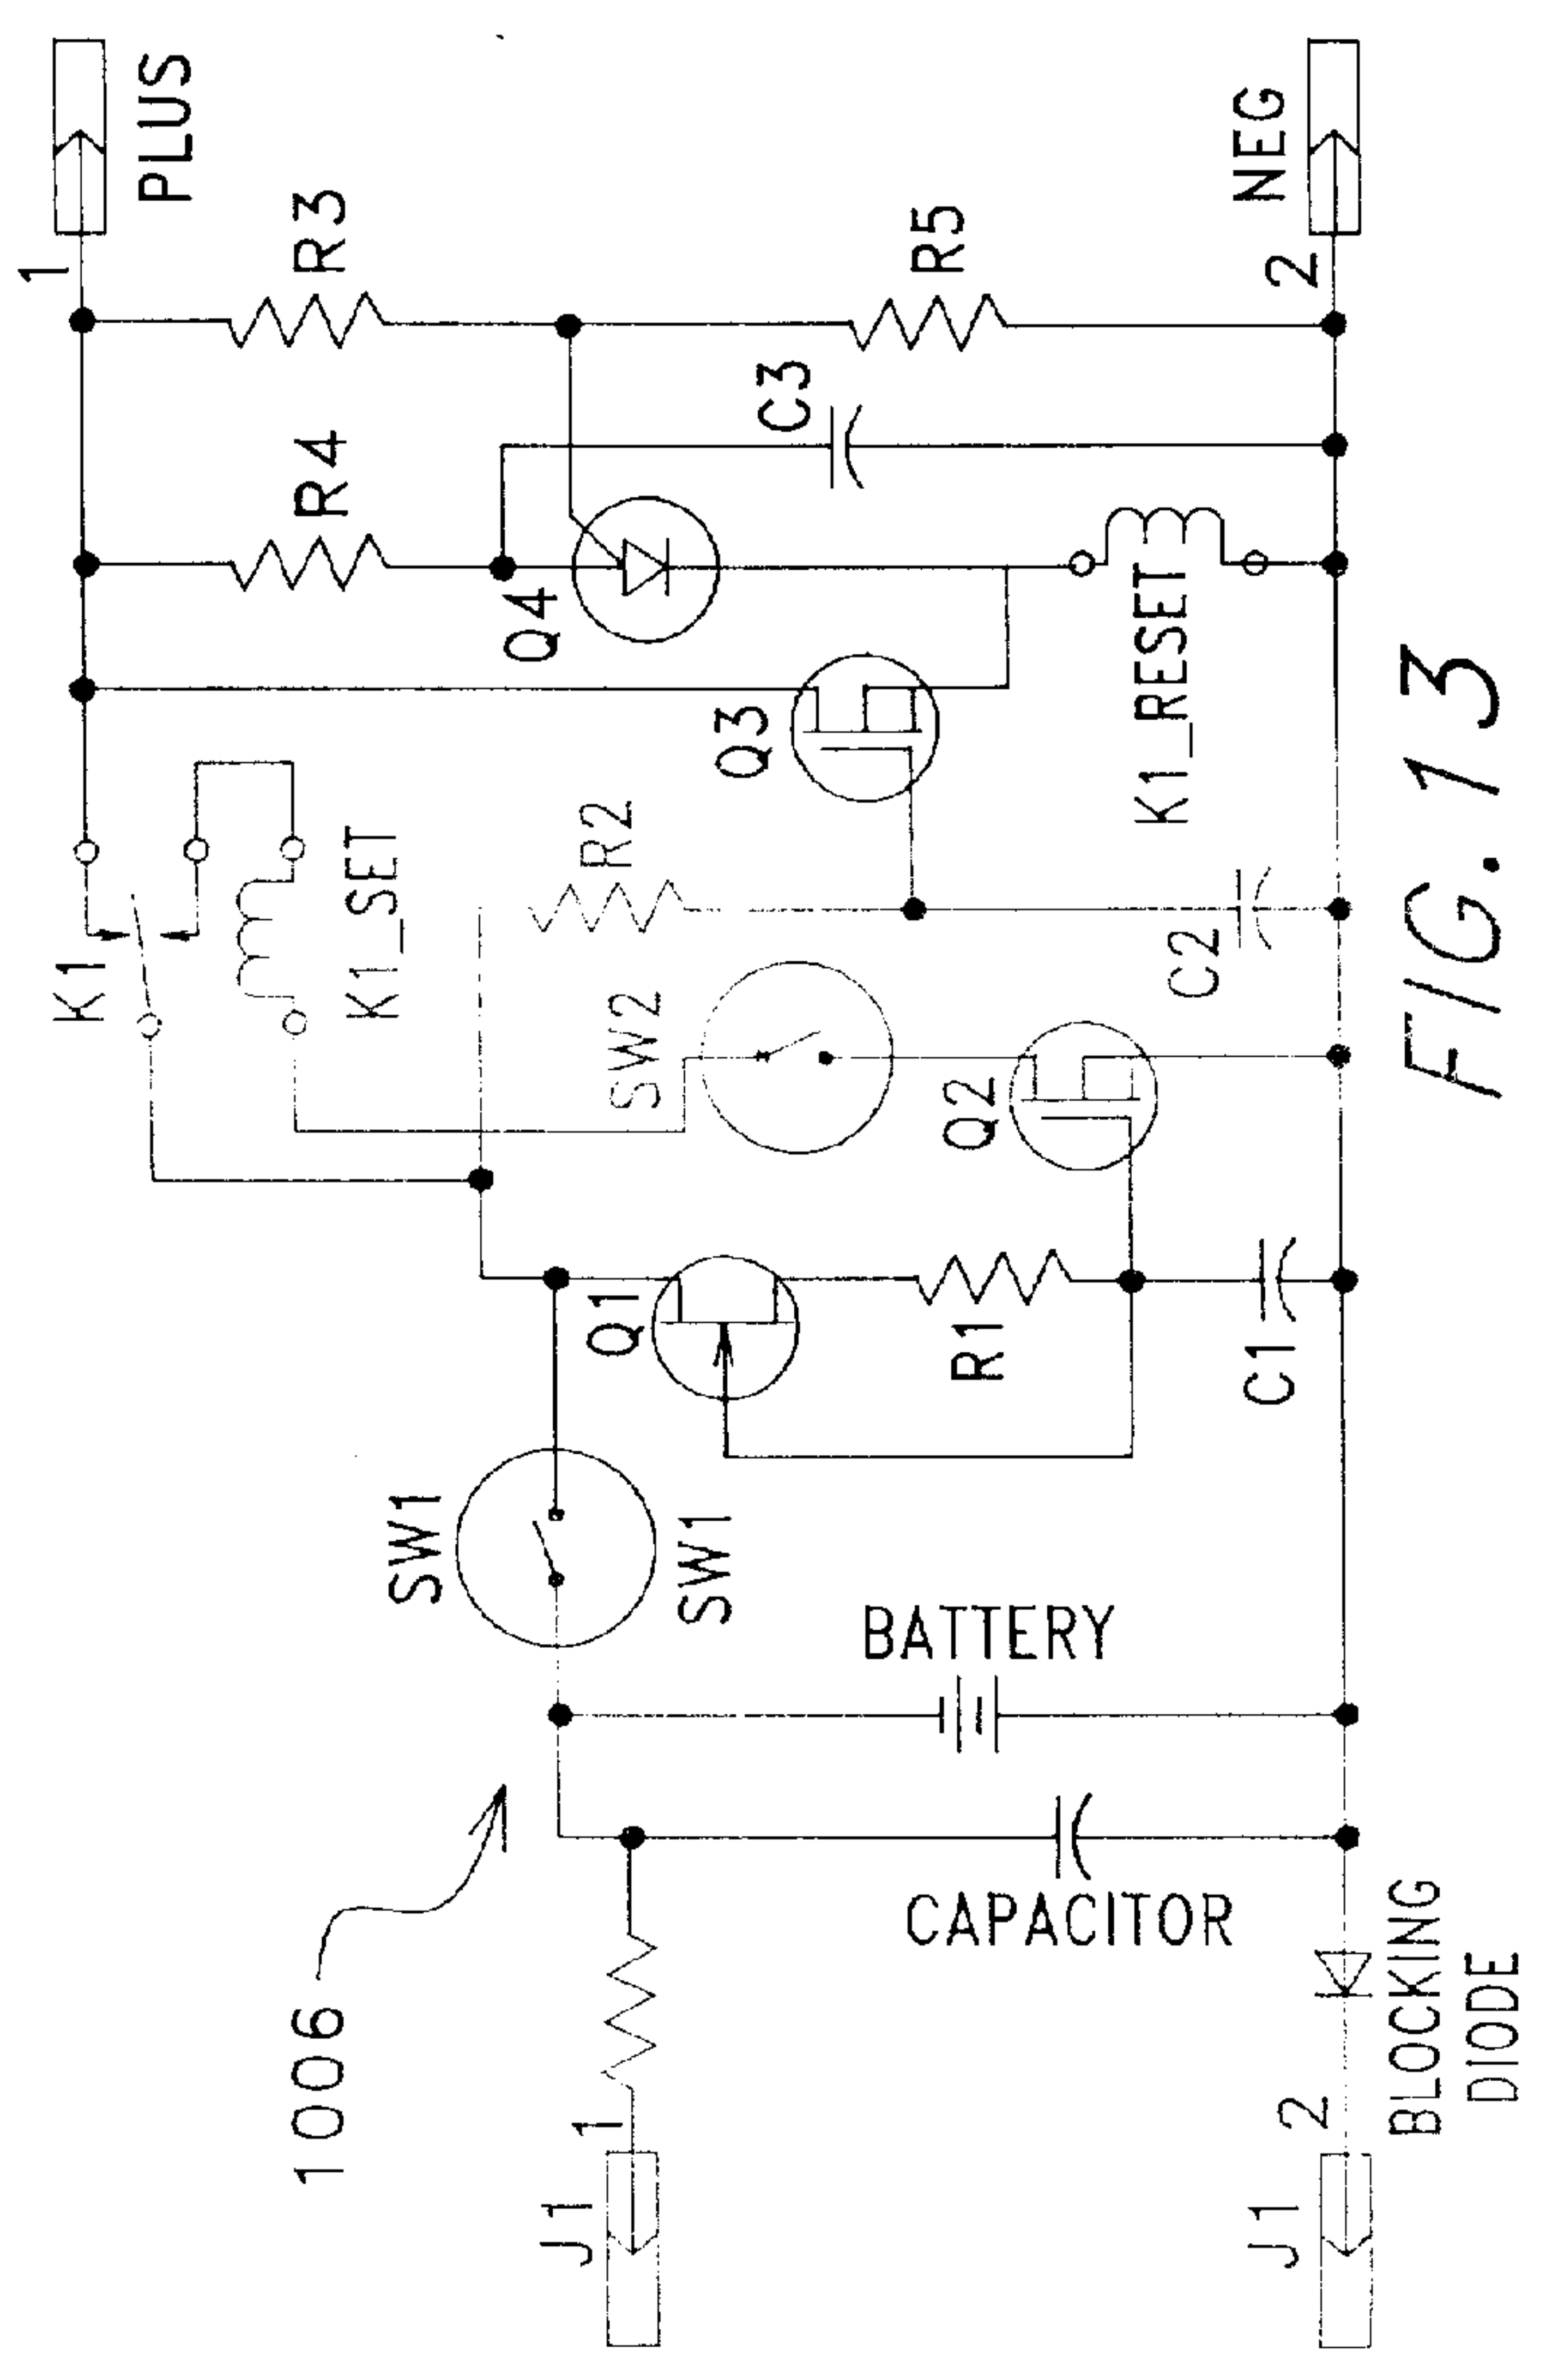 1006
J1
1
J1
2
BLOCKING
DIODE
CAPACITOR
BATTERY
SW1
SW1
Q1
R1
C1
K1
K1_SET
SW2
Q2
R2
C2
Q3
Q4
R4
K1_RESET
C3
R3
R5
1
PLUS
2
NEG
FIG. 13